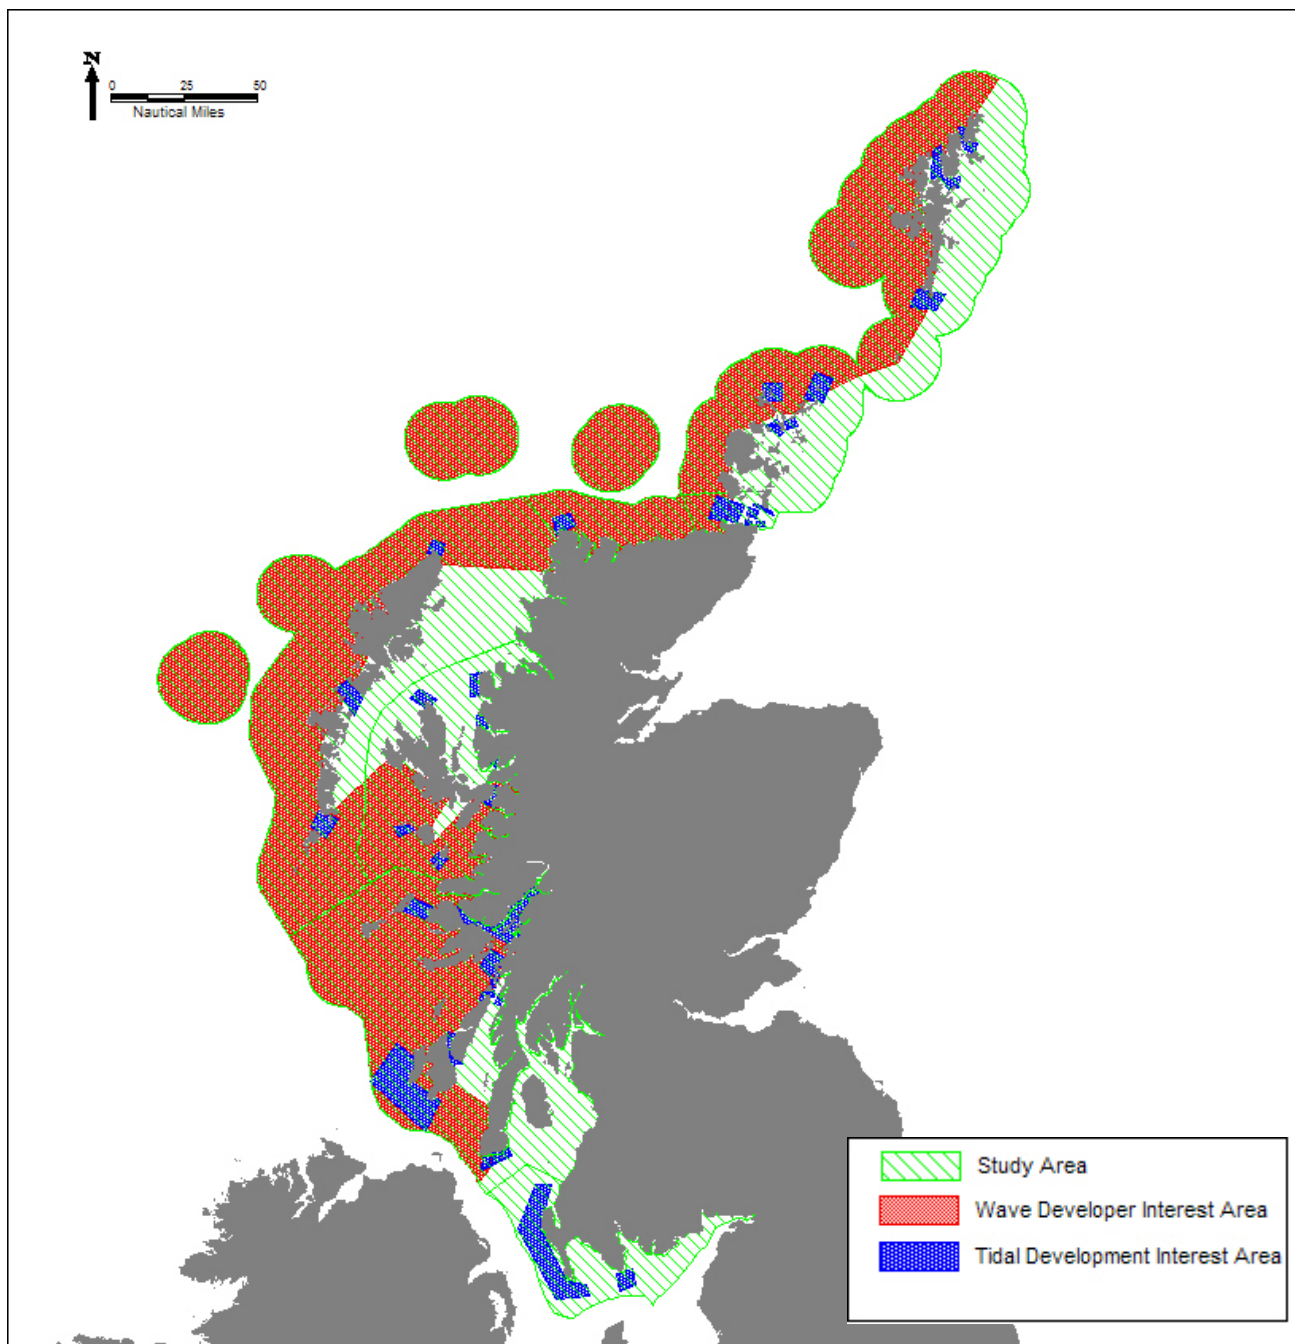 N
0 25 50
Nautical Miles
Study Area
Wave Developer Interest Area
Tidal Development Interest Area